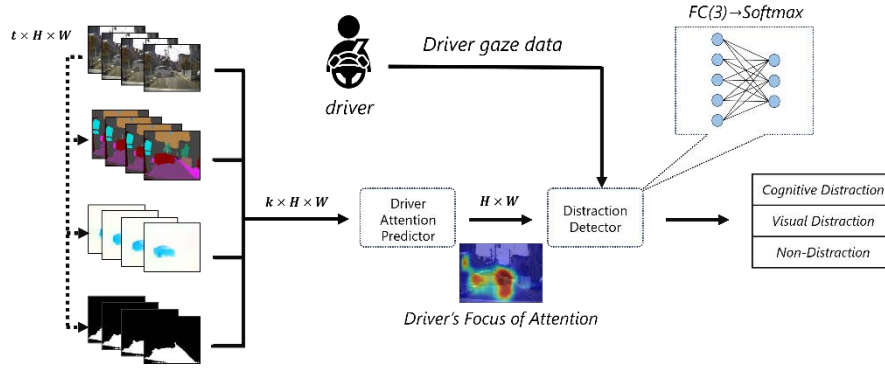 FC(3)→Softmax
t × H × W
Driver gaze data
driver
k × H × W
Driver
Attention
Predictor
H × W
Distraction
Detector
Cognitive Distraction
Visual Distraction
Non-Distraction
Driver's Focus of Attention